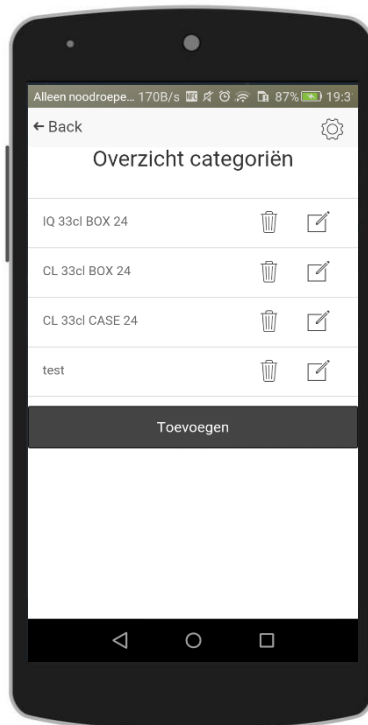 Alleen noodroepe... 170B/s 87% 19:3
← Back
Overzicht categoriën
IQ 33cl BOX 24
CL 33cl BOX 24
CL 33cl CASE 24
test
Toevoegen